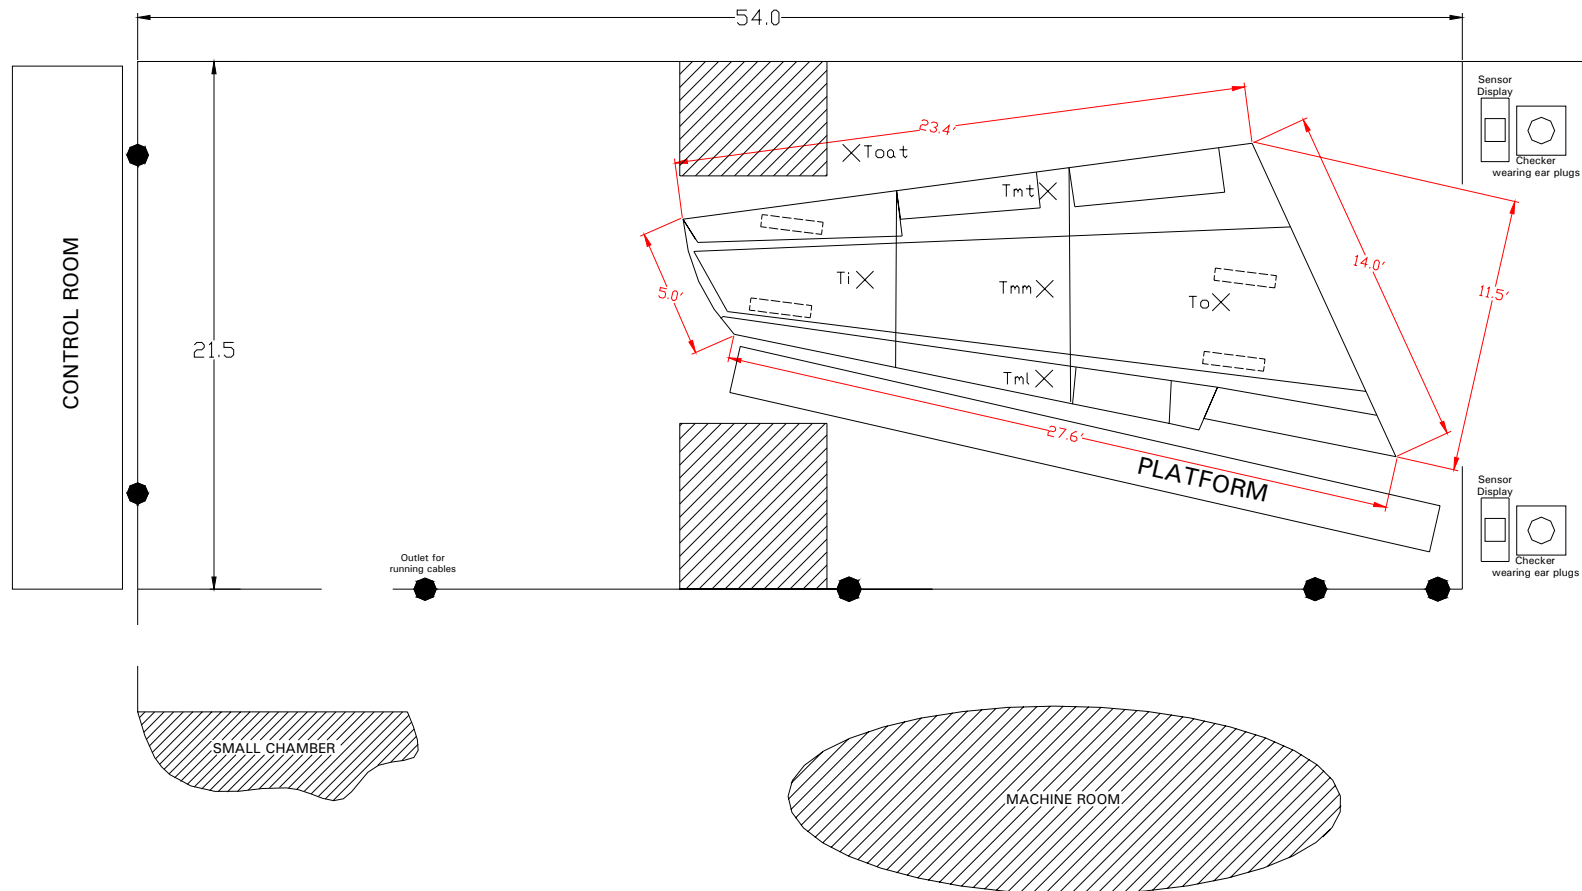 54.0
Sensor
Display
23.4'
Toat
Checker
wearing ear plugs
Tmt
CONTROL ROOM
14.0'
Ti
Tmm
To
5.0'
11.5'
21.5
Tml
27.6'
PLATFORM
Sensor
Display
Outlet for
running cables
Checker
wearing ear plugs
SMALL CHAMBER
MACHINE ROOM